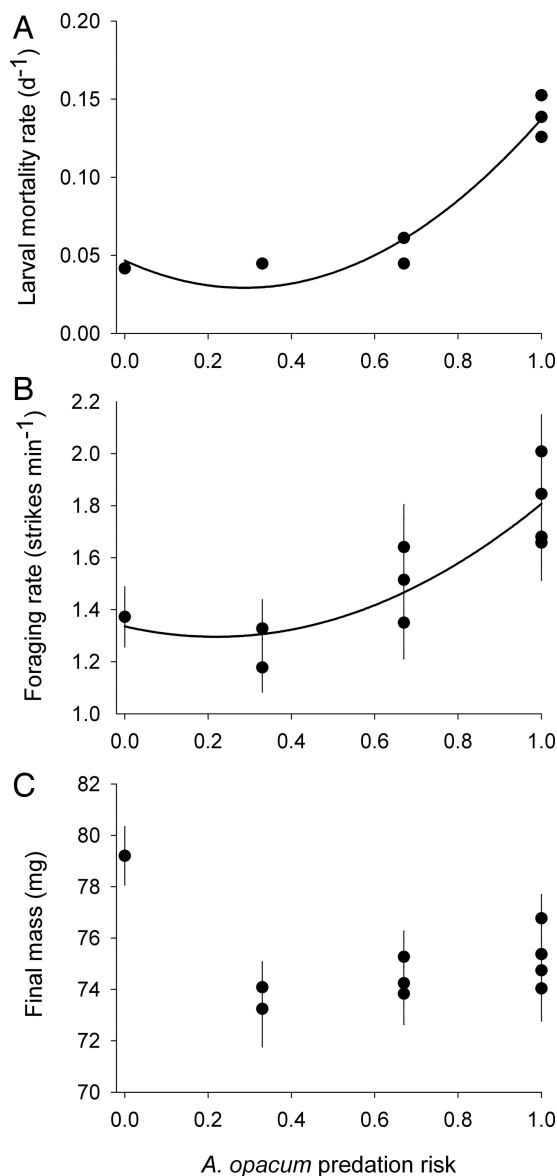 A
Larval mortality rate (d⁻¹)
0.20
0.15
0.10
0.05
0.00
0.0 0.2 0.4 0.6 0.8 1.0
B
Foraging rate (strikes min⁻¹)
2.2
2.0
1.8
1.6
1.4
1.2
1.0
0.0 0.2 0.4 0.6 0.8 1.0
C
Final mass (mg)
82
80
78
76
74
72
70
0.0 0.2 0.4 0.6 0.8 1.0
A. opacum predation risk